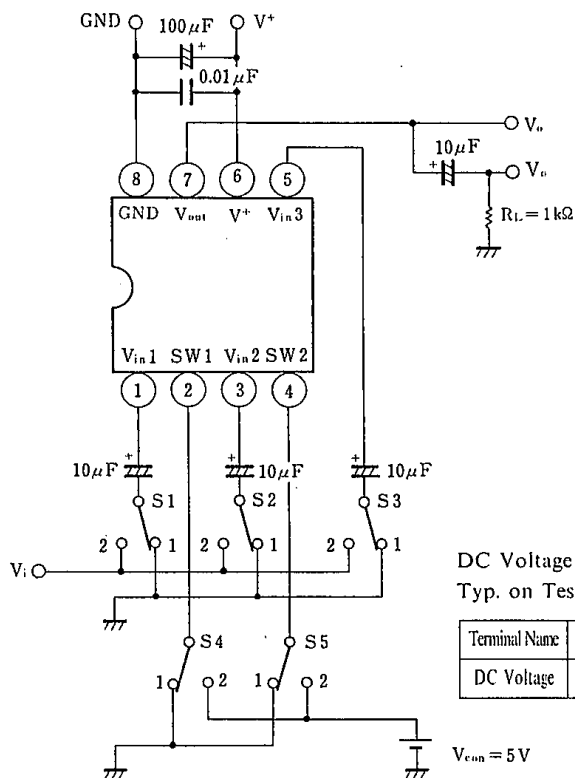 GND 100μF + V+
0.01μF
Vo
10μF
+ Vo
8 7 6 5
GND Vout V+ Vin3
RL=1kΩ
Vin1 SW1 Vin2 SW2
1 2 3 4
+ + +
10μF 10μF 10μF
S1 S2 S3
2 1 2 1 2 1
Vi
DC Voltage
Typ. on Tes
S4 S5
Terminal Name
1 2 1 2
DC Voltage
Vcon=5V